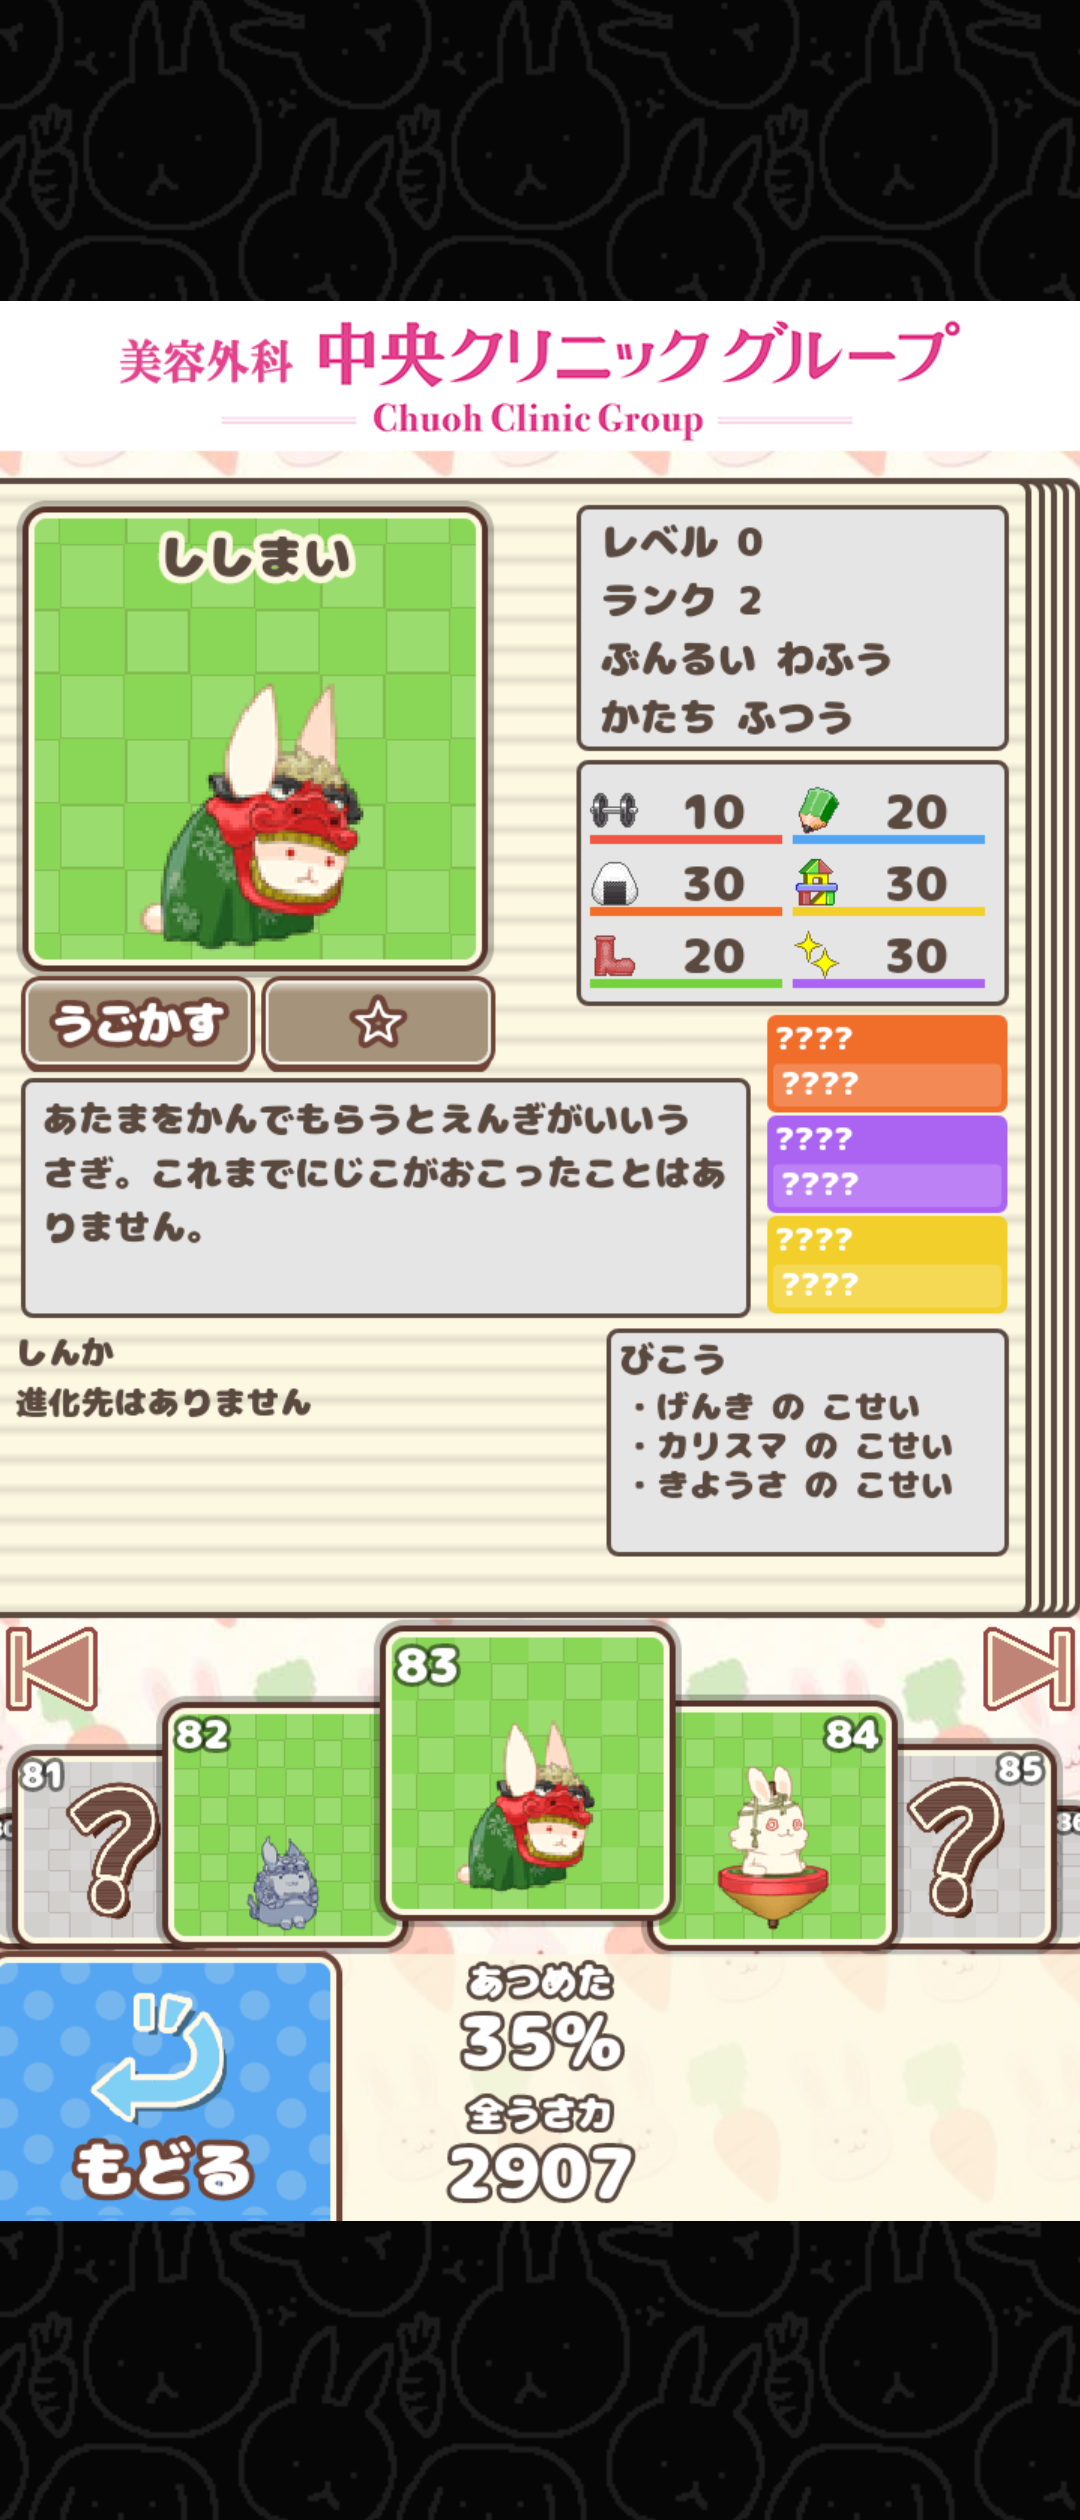 美容外科 中央クリニックグループ
Chuoh Clinic Group
ししまい
レベル 0
ランク 2
ぶんるい わふう
かたち ふつう
10 20
30 30
20 30
うごかす ☆
????
????
????
????
????
????
あたまをかんでもらうとえんぎがいいう
さぎ。これまでにじこがおこったことはあ
りません。
しんか
進化先はありません
びこう
・げんき の こせい
・カリスマ の こせい
・きようさ の こせい
81 82 83 84 85
もどる
あつめた
35%
全うさ力
2907